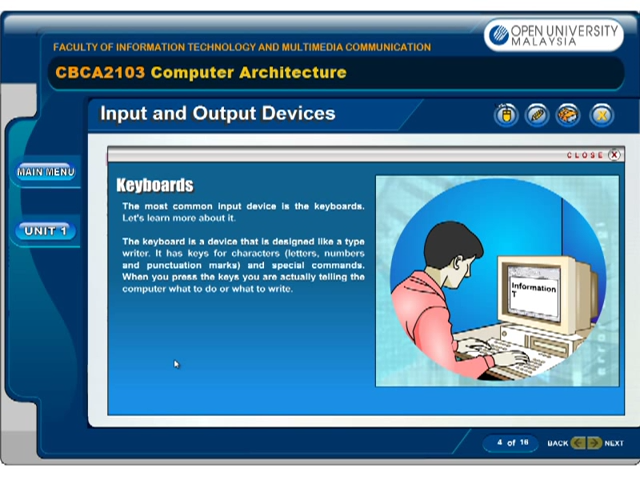 OPEN UNIVERSITY
MALAYSIA
FACULTY OF INFORMATION TECHNOLOGY AND MULTIMEDIA COMMUNICATION
CBCA2103 Computer Architecture
Input and Output Devices
CLOSE
MAIN MENU
UNIT 1
Keyboards
The most common input device is the keyboards.
Let's learn more about it.
The keyboard is a device that is designed like a type
writer. It has keys for characters (letters, numbers
and punctuation marks) and special commands.
When you press the keys you are actually telling the
computer what to do or what to write.
Information
T
4 of 16 BACK NEXT